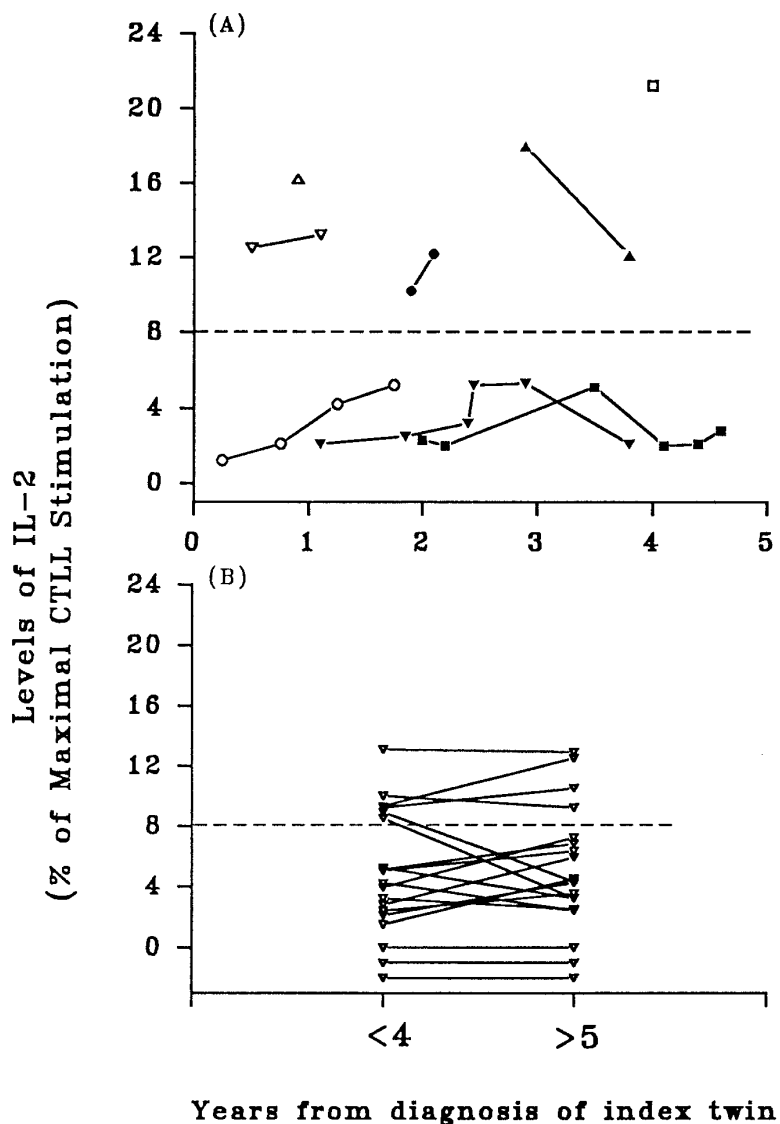 (A)
24
20
16
12
8
4
0
0 1 2 3 4 5
Levels of IL-2
(% of Maximal CTLL Stimulation)
(B)
24
20
16
12
8
4
0
<4 >5
Years from diagnosis of index twin